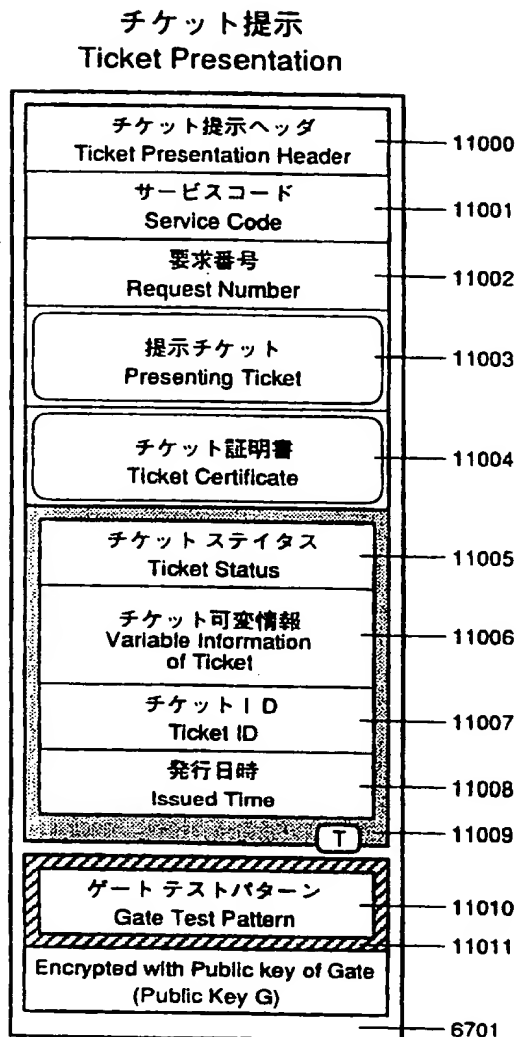 チケット提示
Ticket Presentation
チケット提示ヘッダ
Ticket Presentation Header
11000
サービスコード
Service Code
11001
要求番号
Request Number
11002
提示チケット
Presenting Ticket
11003
チケット証明書
Ticket Certificate
11004
チケット ステイタス
Ticket Status
11005
チケット可変情報
Variable Information
of Ticket
11006
チケットID
Ticket ID
11007
発行日時
Issued Time
11008
T
11009
ゲート テストパターン
Gate Test Pattern
11010
11011
Encrypted with Public key of Gate
(Public Key G)
6701